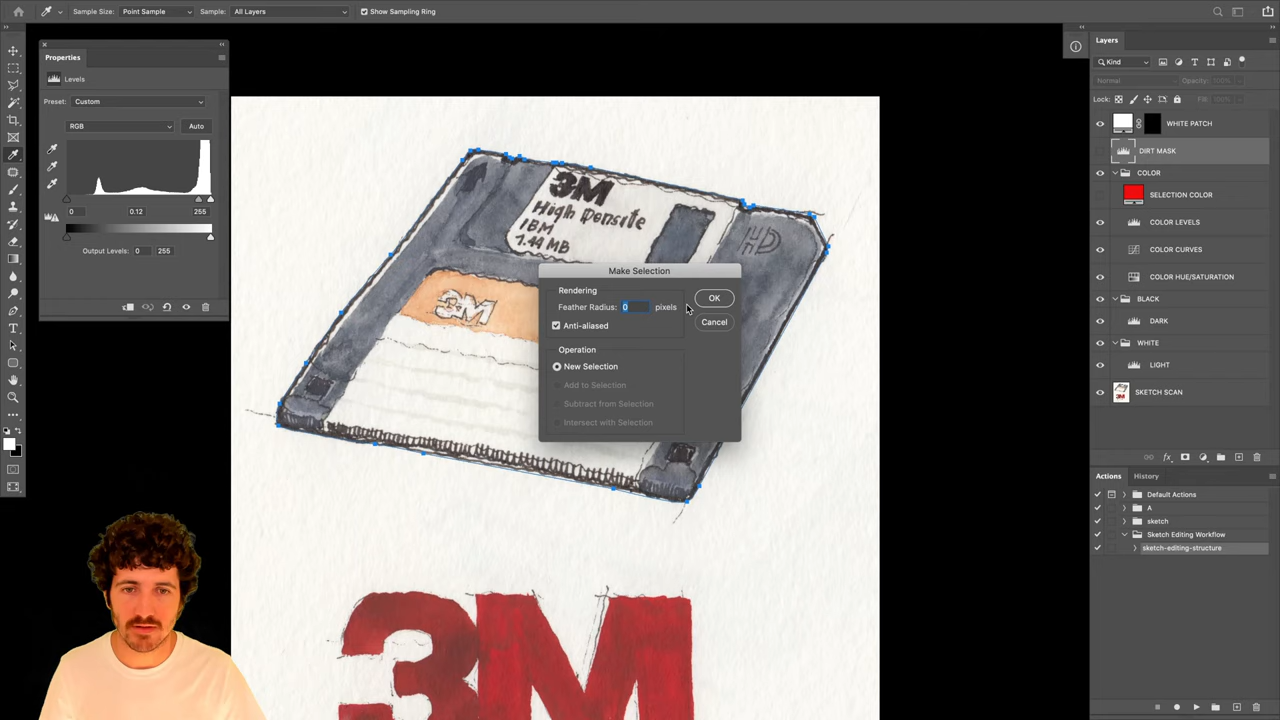 Sample Size: Point Sample Sample: All Layers Show Sampling Ring
Properties
Levels
Preset: Custom
RGB Auto
0 0.12 255
Output Levels: 0 255
3M
High Densite
IBM
1.44 MB
HD
3M
3M
Make Selection
Rendering
Feather Radius: 0 pixels
Anti-aliased
OK
Cancel
Operation
New Selection
Add to Selection
Subtract from Selection
Intersect with Selection
Layers
Kind
Normal Opacity: 100%
Lock: Fill: 100%
WHITE PATCH
DIRT MASK
COLOR
SELECTION COLOR
COLOR LEVELS
COLOR CURVES
COLOR HUE/SATURATION
BLACK
DARK
WHITE
LIGHT
SKETCH SCAN
fx
Actions History
Default Actions
A
sketch
Sketch Editing Workflow
sketch-editing-structure